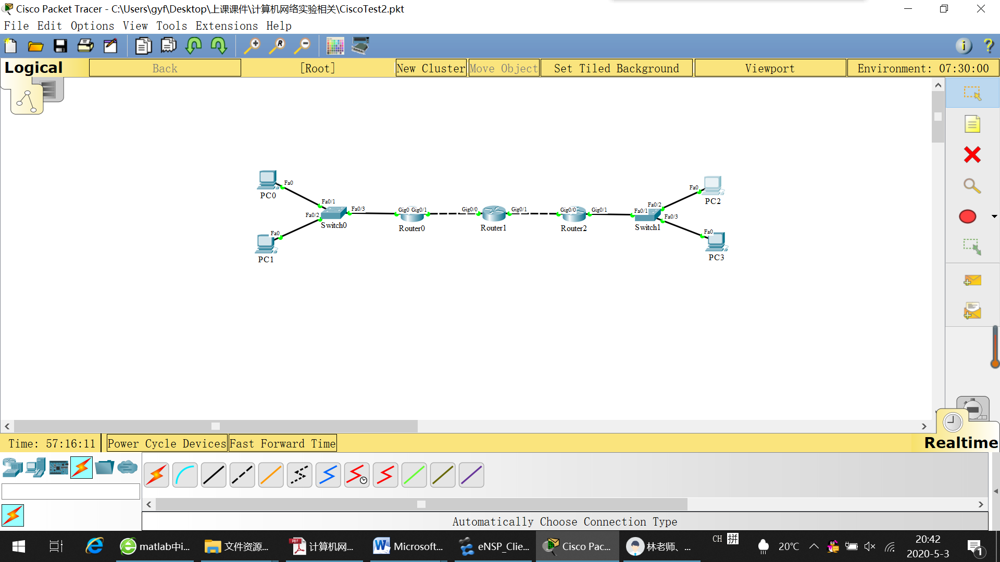 Cisco Packet Tracer - C:\Users\gyf\Desktop\上课课件\计算机网络实验相关\CiscoTest2.pkt
File Edit Options View Tools Extensions Help
Logical Back [Root] New Cluster Move Object Set Tiled Background Viewport Environment: 07:30:00
Fa0
PC0
Fa0/1
Fa0/2
Fa0/3
Switch0
Fa0
PC1
Gig0 Gig0/1
Router0
Gig0/0
Gig0/1
Router1
Gig0/0
Gig0/1
Router2
Fa0
PC2
Fa0/2
Fa0/1
Fa0/3
Switch1
Fa0
PC3
Time: 57:16:11 Power Cycle Devices Fast Forward Time Realtime
Automatically Choose Connection Type
matlab中i... 文件资源... 计算机网... Microsoft... eNSP_Clie... Cisco Pac... 林老师、... CH 拼 20℃ 20:42
2020-5-3
1